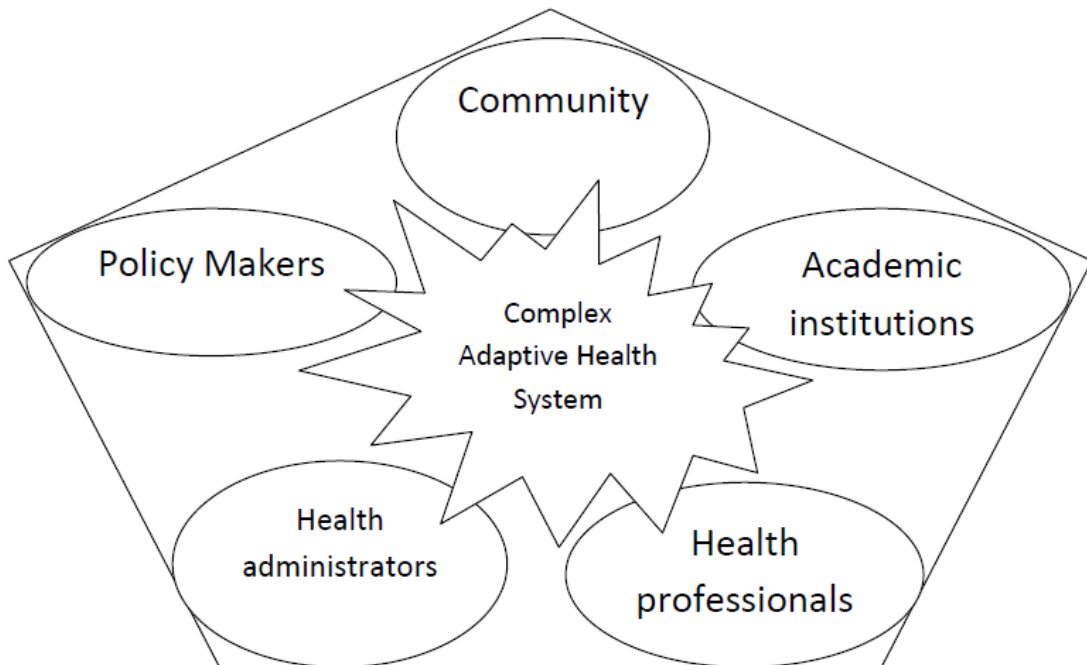 Community
Policy Makers
Academic
institutions
Complex
Adaptive Health
System
Health
administrators
Health
professionals